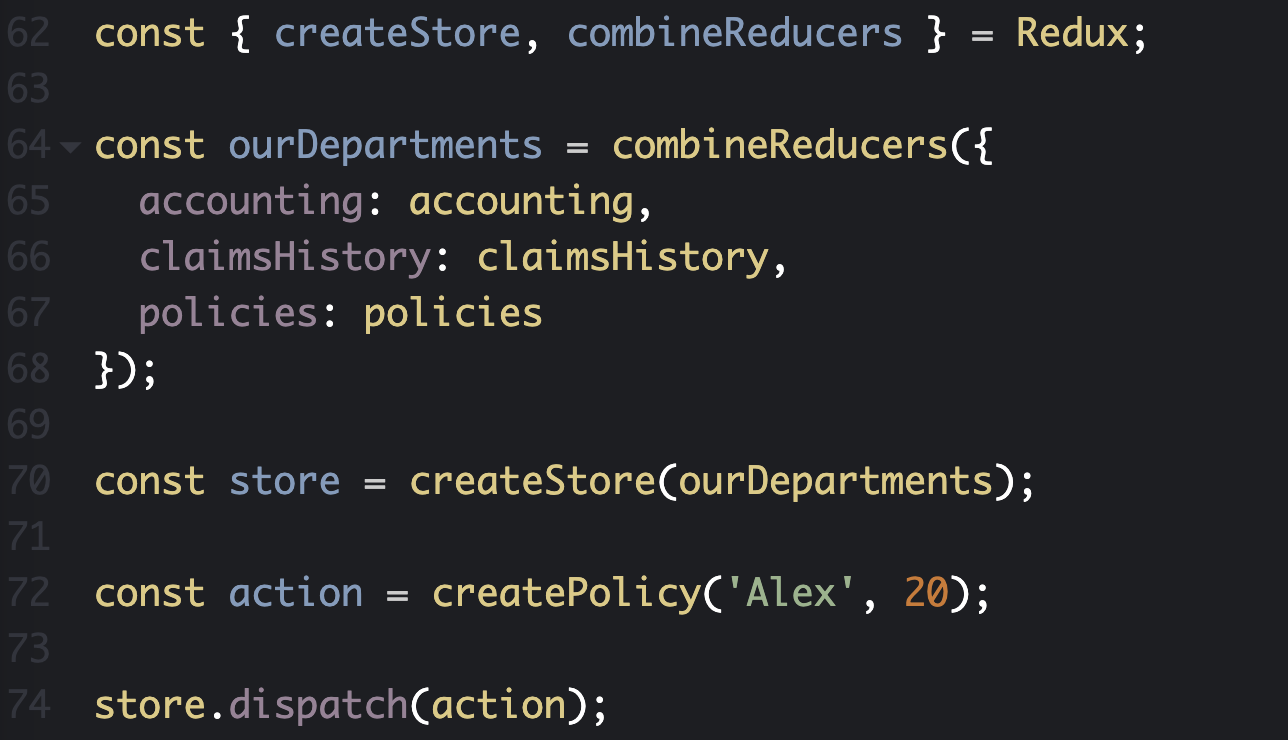 62 const { createStore, combineReducers } = Redux;
63
64 const ourDepartments = combineReducers({
65   accounting: accounting,
66   claimsHistory: claimsHistory,
67   policies: policies
68 });
69
70 const store = createStore(ourDepartments);
71
72 const action = createPolicy('Alex', 20);
73
74 store.dispatch(action);